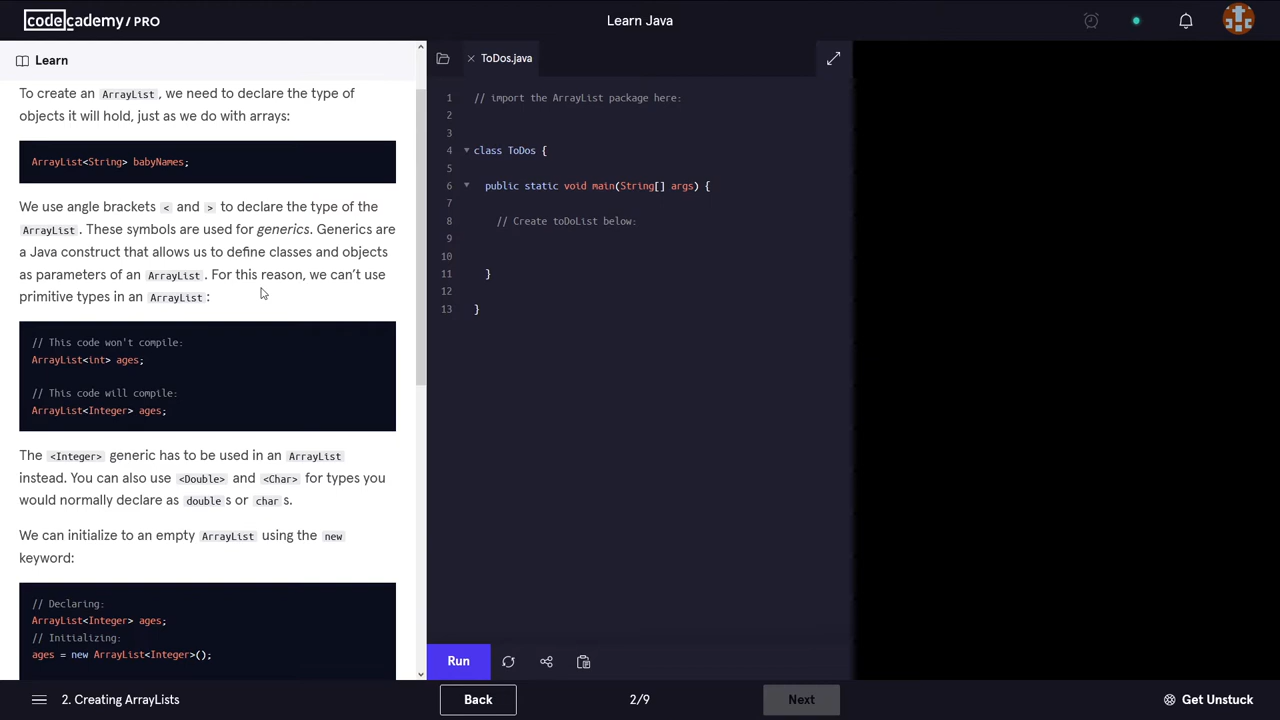 codecademy/PRO
Learn Java
Learn
To create an ArrayList, we need to declare the type of
objects it will hold, just as we do with arrays:
ArrayList<String> babyNames;
We use angle brackets < and > to declare the type of the
ArrayList. These symbols are used for generics. Generics are
a Java construct that allows us to define classes and objects
as parameters of an ArrayList. For this reason, we can't use
primitive types in an ArrayList:
// This code won't compile:
ArrayList<int> ages;
// This code will compile:
ArrayList<Integer> ages;
The <Integer> generic has to be used in an ArrayList
instead. You can also use <Double> and <Char> for types you
would normally declare as doubles or chars.
We can initialize to an empty ArrayList using the new
keyword:
// Declaring:
ArrayList<Integer> ages;
// Initializing:
ages = new ArrayList<Integer>();
ToDos.java
1 // import the ArrayList package here:
2
3
4 class ToDos {
5
6 public static void main(String[] args) {
7
8 // Create toDoList below:
9
10
11 }
12
13 }
Run
2. Creating ArrayLists
Back
2/9
Next
Get Unstuck